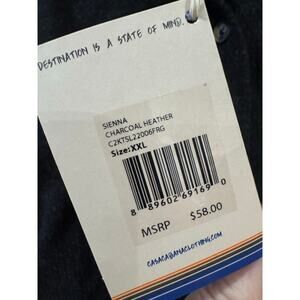 DESTINATION IS A STATE OF MIND.
SIENNA
CHARCOAL HEATHER
C2KTSL22006FRG
Size:XXL
8 89602 69169 0
MSRP $58.00
CASACABANACLOTHING.COM